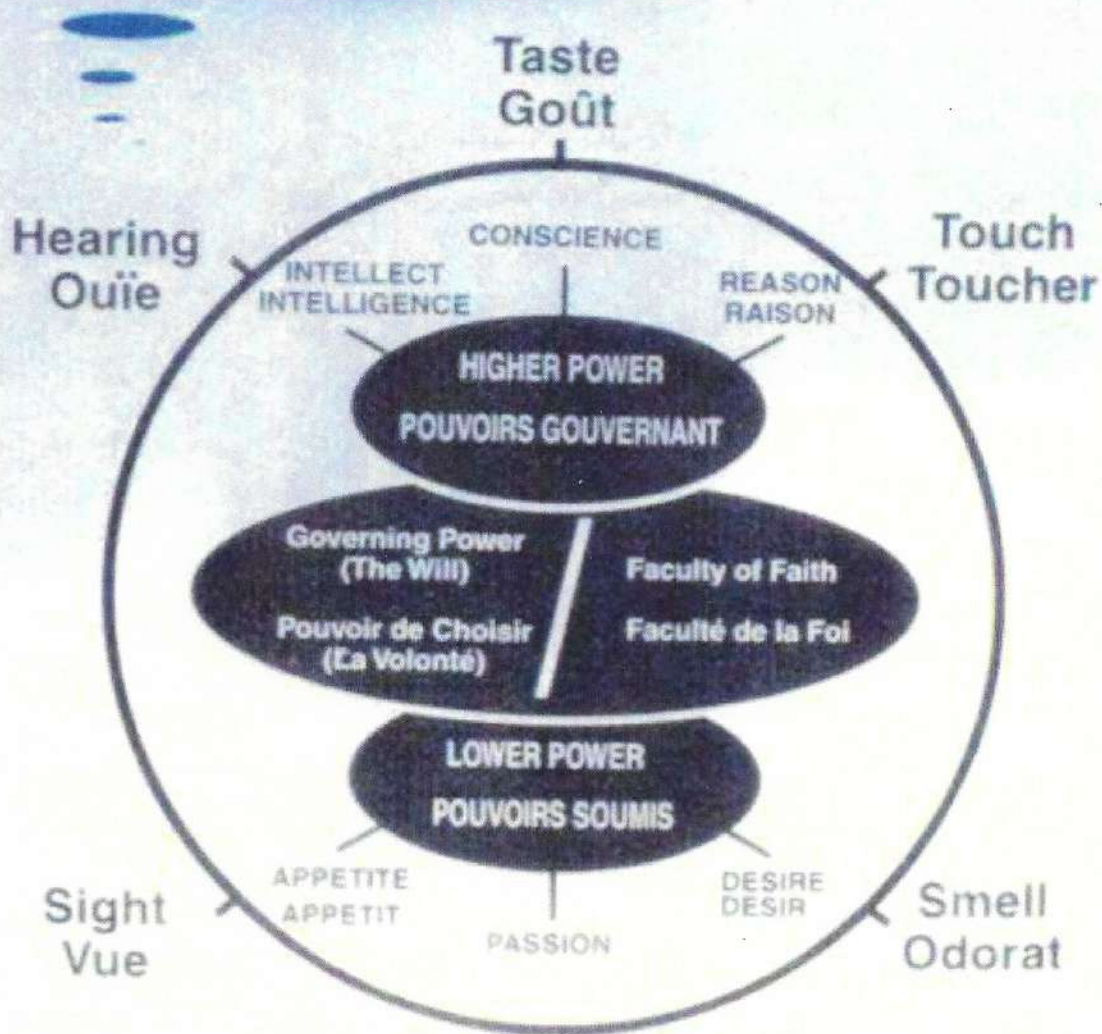 Taste
Goût
Hearing
Ouïe
Touch
Toucher
CONSCIENCE
INTELLECT
INTELLIGENCE
REASON
RAISON
HIGHER POWER
POUVOIRS GOUVERNANT
Governing Power
(The Will)
Pouvoir de Choisir
(La Volonté)
Faculty of Faith
Faculté de la Foi
LOWER POWER
POUVOIRS SOUMIS
APPETITE
APPETIT
PASSION
DESIRE
DESIR
Sight
Vue
Smell
Odorat